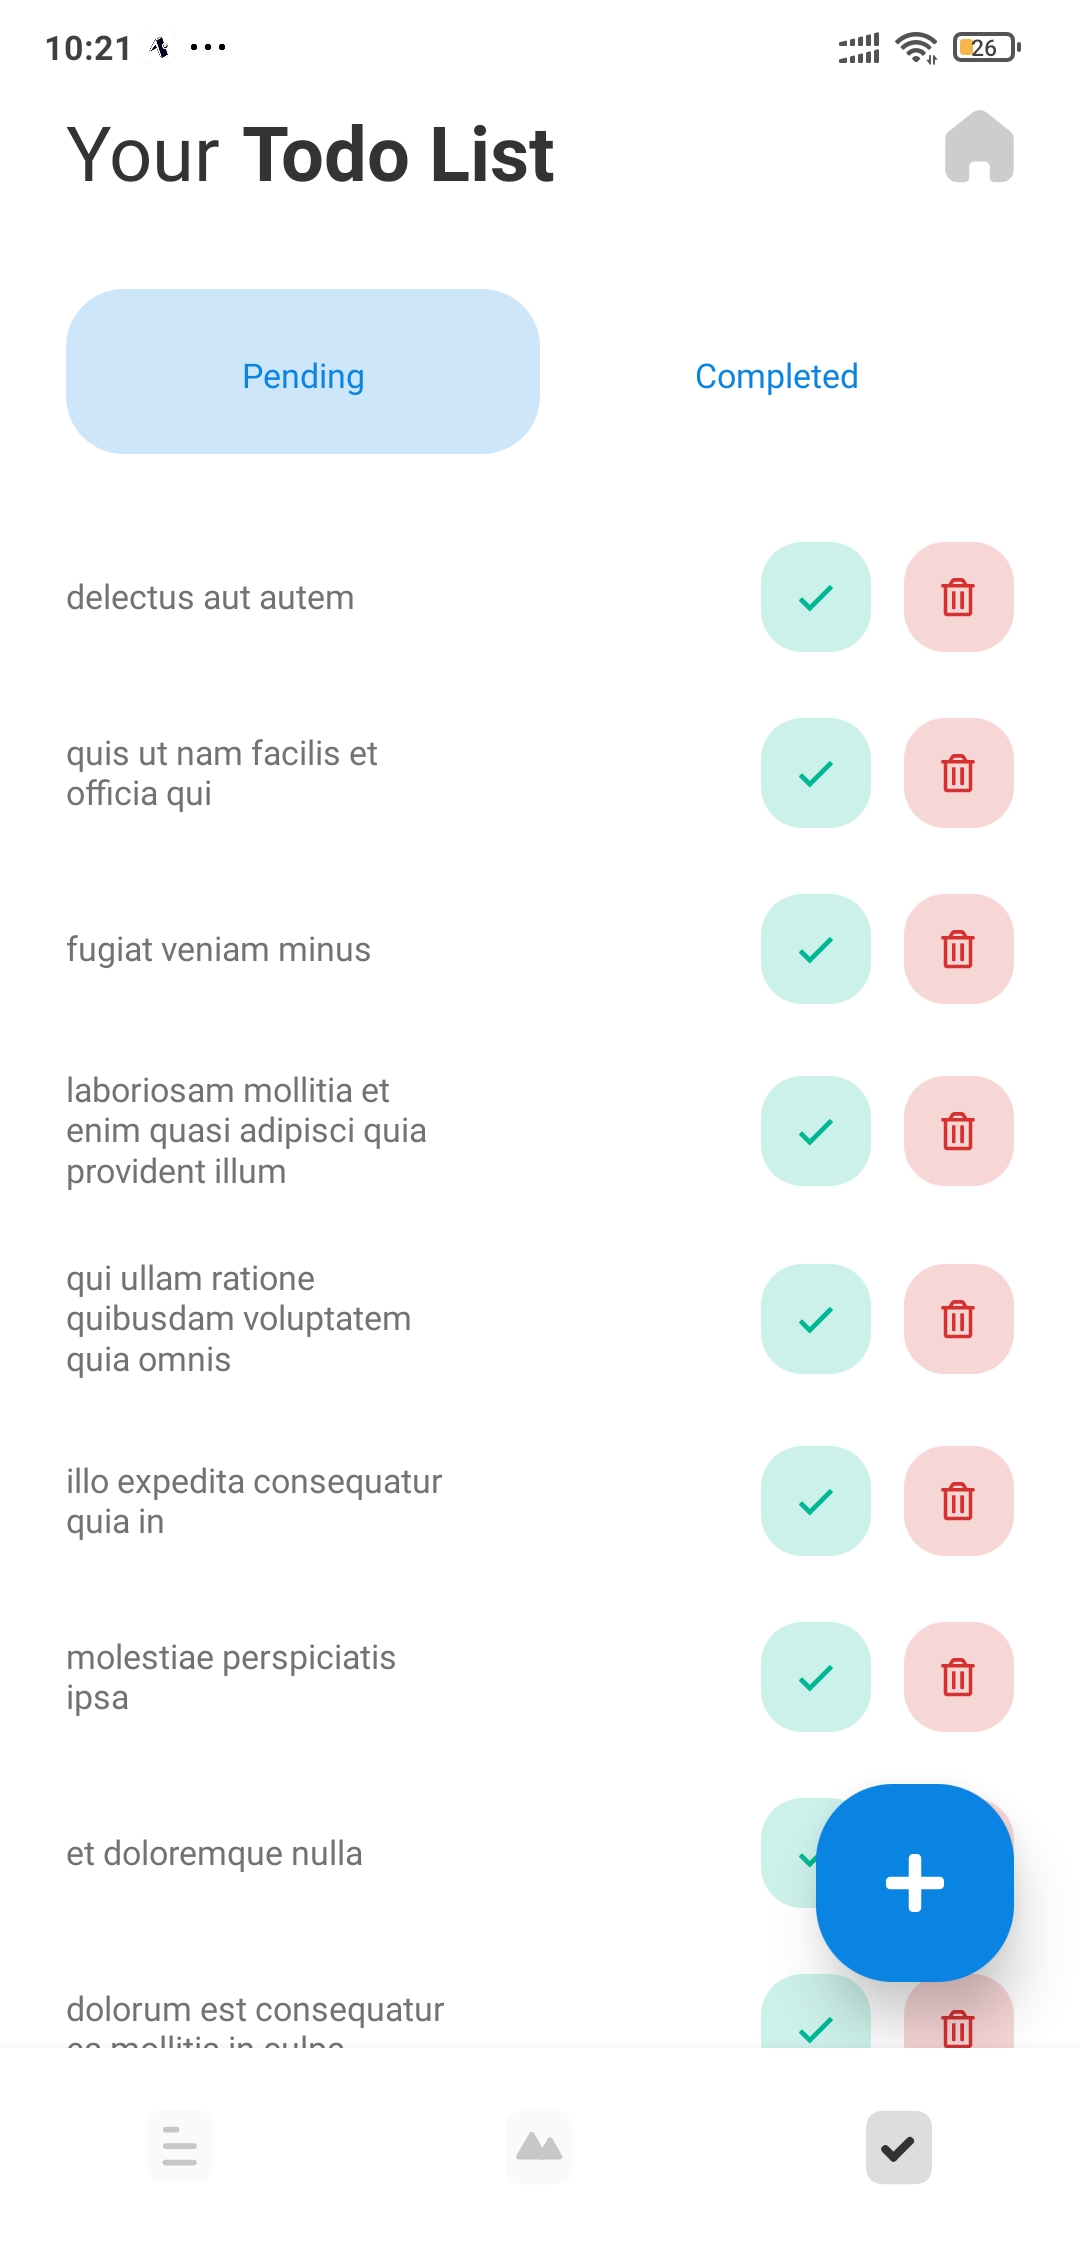 10:21
26
Your Todo List
Pending
Completed
delectus aut autem
quis ut nam facilis et
officia qui
fugiat veniam minus
laboriosam mollitia et
enim quasi adipisci quia
provident illum
qui ullam ratione
quibusdam voluptatem
quia omnis
illo expedita consequatur
quia in
molestiae perspiciatis
ipsa
et doloremque nulla
dolorum est consequatur